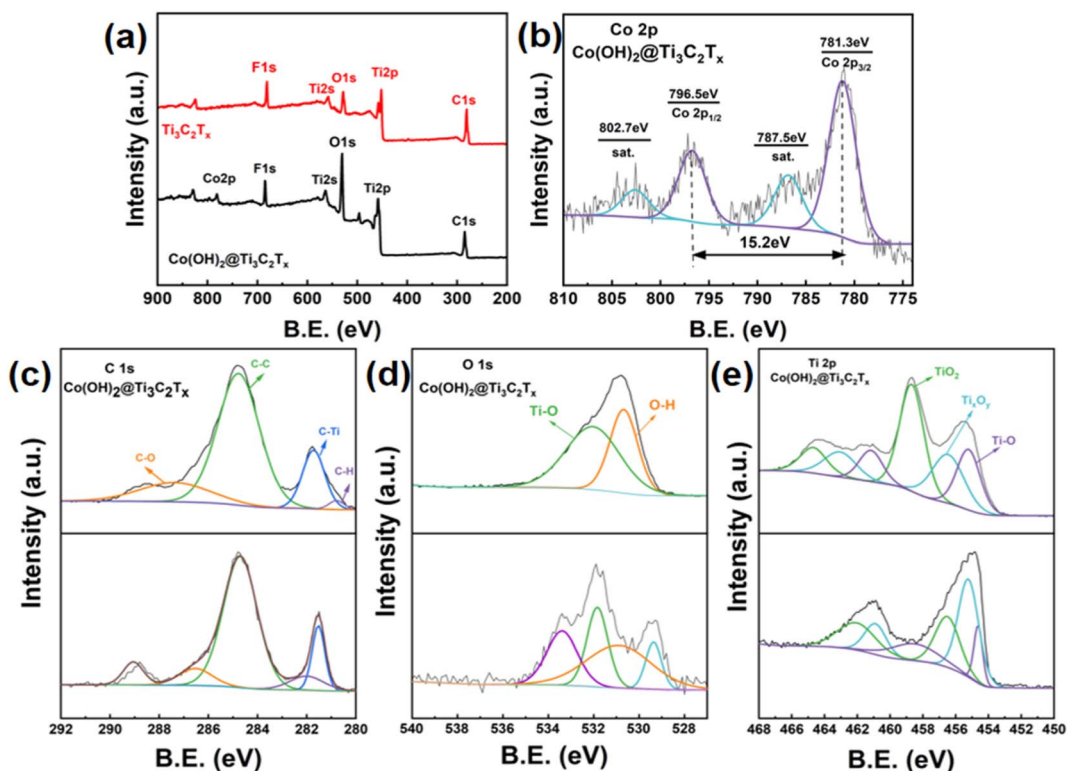 (a)
Intensity (a.u.)
F1s
Ti2s
O1s
Ti2p
C1s
Ti₃C₂Tₓ
Co2p
F1s
Ti2s
O1s
Ti2p
C1s
Co(OH)₂@Ti₃C₂Tₓ
900 800 700 600 500 400 300 200
B.E. (eV)
(b)
Intensity (a.u.)
Co 2p
Co(OH)₂@Ti₃C₂Tₓ
781.3eV
Co 2p3/2
796.5eV
Co 2p1/2
802.7eV
sat.
787.5eV
sat.
15.2eV
810 800 795 790 785 780 775
B.E. (eV)
(c)
Intensity (a.u.)
Intensity (a.u.)
C 1s
Co(OH)₂@Ti₃C₂Tₓ
C-C
C-O
C-Ti
C-H
292 290 288 286 284 282 280
B.E. (eV)
(d)
Intensity (a.u.)
Intensity (a.u.)
O 1s
Co(OH)₂@Ti₃C₂Tₓ
Ti-O
O-H
540 538 536 534 532 530 528
B.E. (eV)
(e)
Intensity (a.u.)
Intensity (a.u.)
Ti 2p
Co(OH)₂@Ti₃C₂Tₓ
TiO₂
TiₓOᵧ
Ti-O
468 466 464 462 460 458 456 454 452 450
B.E. (eV)